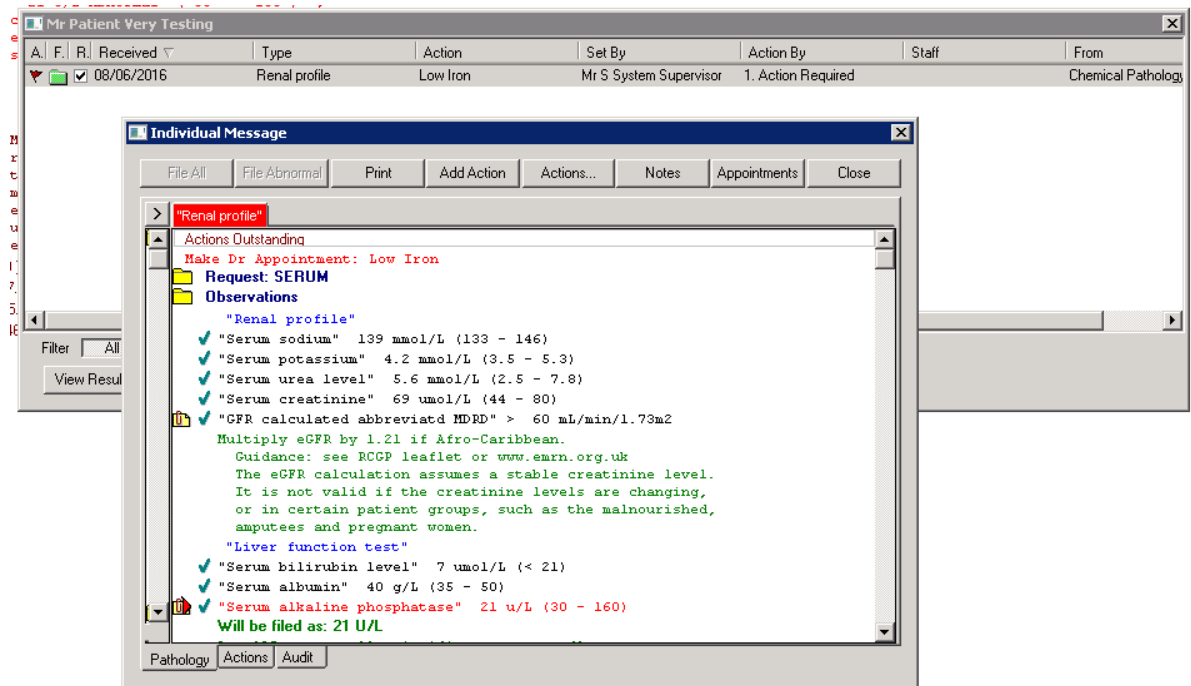 Mr Patient Very Testing
A. F. R. Received Type Action Set By Action By Staff From
08/06/2016 Renal profile Low Iron Mr S System Supervisor 1. Action Required Chemical Pathology
Individual Message
File All File Abnormal Print Add Action Actions... Notes Appointments Close
> "Renal profile"
Actions Outstanding
Make Dr Appointment: Low Iron
Request: SERUM
Observations
"Renal profile"
"Serum sodium" 139 mmol/L (133 - 146)
"Serum potassium" 4.2 mmol/L (3.5 - 5.3)
"Serum urea level" 5.6 mmol/L (2.5 - 7.8)
"Serum creatinine" 69 umol/L (44 - 80)
"GFR calculated abbreviatd MDRD" > 60 mL/min/1.73m2
Multiply eGFR by 1.21 if Afro-Caribbean.
Guidance: see RCGP leaflet or www.emrn.org.uk
The eGFR calculation assumes a stable creatinine level.
It is not valid if the creatinine levels are changing,
or in certain patient groups, such as the malnourished,
amputees and pregnant women.
"Liver function test"
"Serum bilirubin level" 7 umol/L (< 21)
"Serum albumin" 40 g/L (35 - 50)
"Serum alkaline phosphatase" 21 u/L (30 - 160)
Will be filed as: 21 U/L
Pathology Actions Audit
Filter All
View Resul